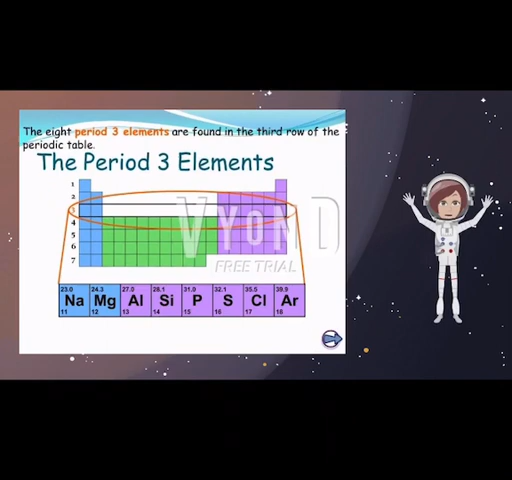 The eight period 3 elements are found in the third row of the
periodic table.
The Period 3 Elements
1
2
3
4
5
6
7
VYOND
FREE TRIAL
23.0 24.3 27.0 28.1 31.0 32.1 35.5 39.9
Na Mg Al Si P S Cl Ar
11 12 13 14 15 16 17 18